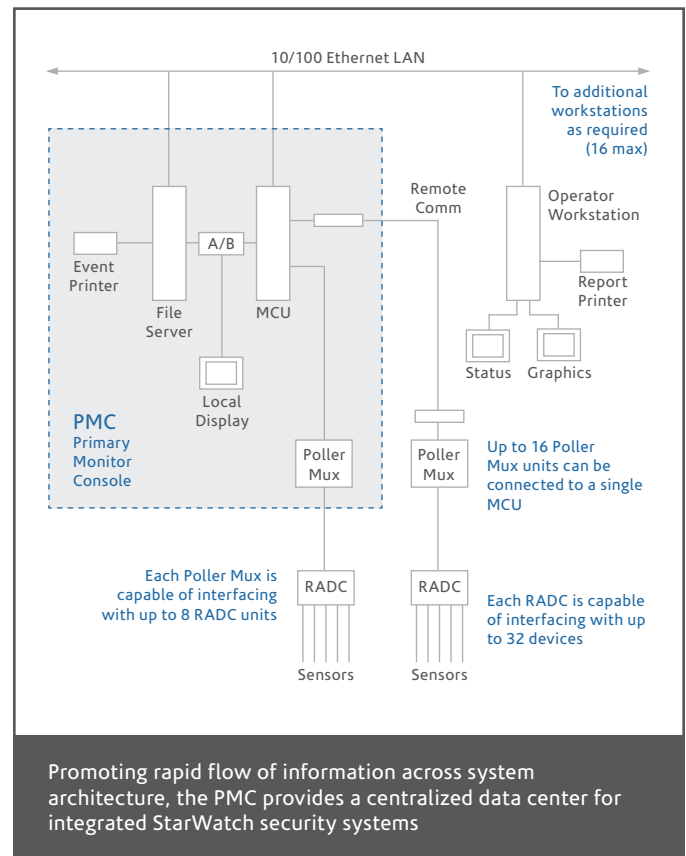 10/100 Ethernet LAN
To additional
workstations
as required
(16 max)
Remote
Comm
Operator
Workstation
A/B
Event
Printer
File
Server
MCU
Report
Printer
Local
Display
Status
Graphics
PMC
Primary
Monitor
Console
Poller
Mux
Poller
Mux
Up to 16 Poller
Mux units can be
connected to a single
MCU
Each Poller Mux is
capable of interfacing
with up to 8 RADC units
RADC
RADC
Each RADC is capable
of interfacing with up
to 32 devices
Sensors
Sensors
Promoting rapid flow of information across system
architecture, the PMC provides a centralized data center for
integrated StarWatch security systems